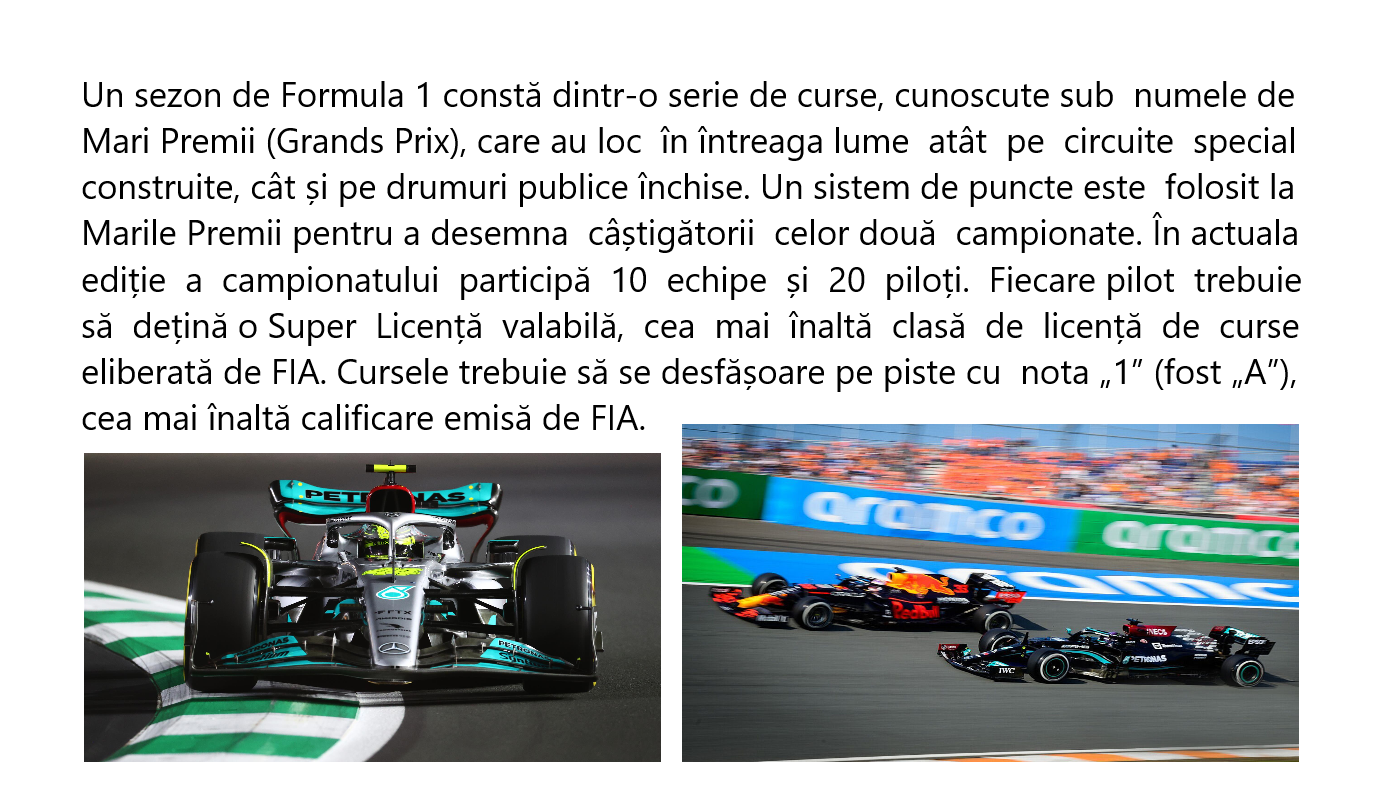 Un sezon de Formula 1 constă dintr-o serie de curse, cunoscute sub numele de
Mari Premii (Grands Prix), care au loc în întreaga lume atât pe circuite special
construite, cât și pe drumuri publice închise. Un sistem de puncte este folosit la
Marile Premii pentru a desemna câștigătorii celor două campionate. În actuala
ediție a campionatului participă 10 echipe și 20 piloți. Fiecare pilot trebuie
să dețină o Super Licență valabilă, cea mai înaltă clasă de licență de curse
eliberată de FIA. Cursele trebuie să se desfășoare pe piste cu nota „1” (fost „A”),
cea mai înaltă calificare emisă de FIA.
PETRONAS
FTX
PETRONAS
PETRONAS
co
aramco
aramco
aramco
Red Bull
INEOS
PETRONAS
IWC